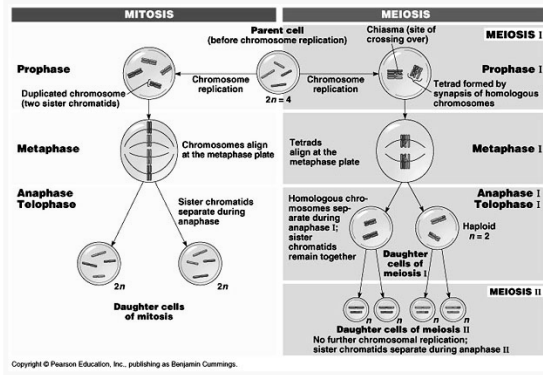 MITOSIS
MEIOSIS
Parent cell
(before chromosome replication)
Chiasma (site of
crossing over)
MEIOSIS I
Prophase
Prophase I
Chromosome
replication
Chromosome
replication
Duplicated chromosome
(two sister chromatids)
2n = 4
Tetrad formed by
synapsis of homologous
chromosomes
Metaphase
Chromosomes align
at the metaphase plate
Tetrads
align at the
metaphase plate
Metaphase I
Anaphase
Telophase
Sister chromatids
separate during
anaphase
Homologous chromo-
somes sep-
arate during
anaphase I;
sister
chromatids
remain together
Anaphase I
Telophase I
Haploid
n = 2
Daughter
cells of
meiosis I
2n
2n
Daughter cells
of mitosis
MEIOSIS II
n
n
n
n
Daughter cells of meiosis II
No further chromosomal replication;
sister chromatids separate during anaphase II
Copyright © Pearson Education, Inc., publishing as Benjamin Cummings.